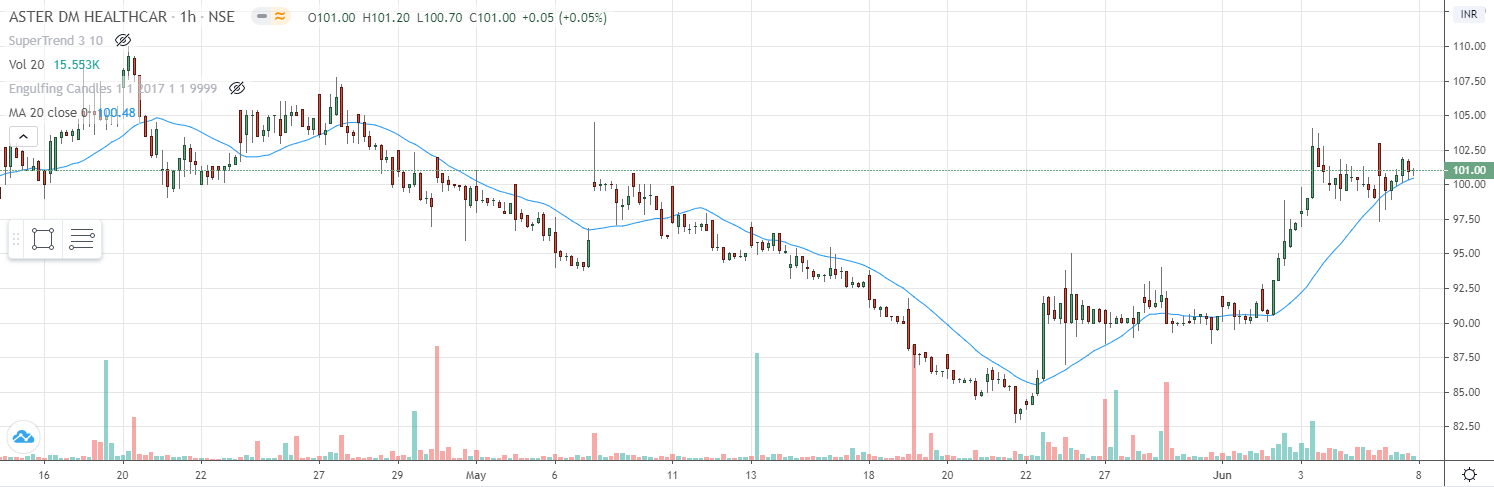 ASTER DM HEALTHCAR · 1h · NSE O101.00 H101.20 L100.70 C101.00 +0.05 (+0.05%)
SuperTrend 3 10
Vol 20 15.553K
Engulfing Candles 1 1 2017 1 1 9999
MA 20 close 0 100.48
INR
110.00
107.50
105.00
102.50
101.00
100.00
97.50
95.00
92.50
90.00
87.50
85.00
82.50
16 20 22 27 29 May 6 11 13 18 20 22 27 Jun 3 8